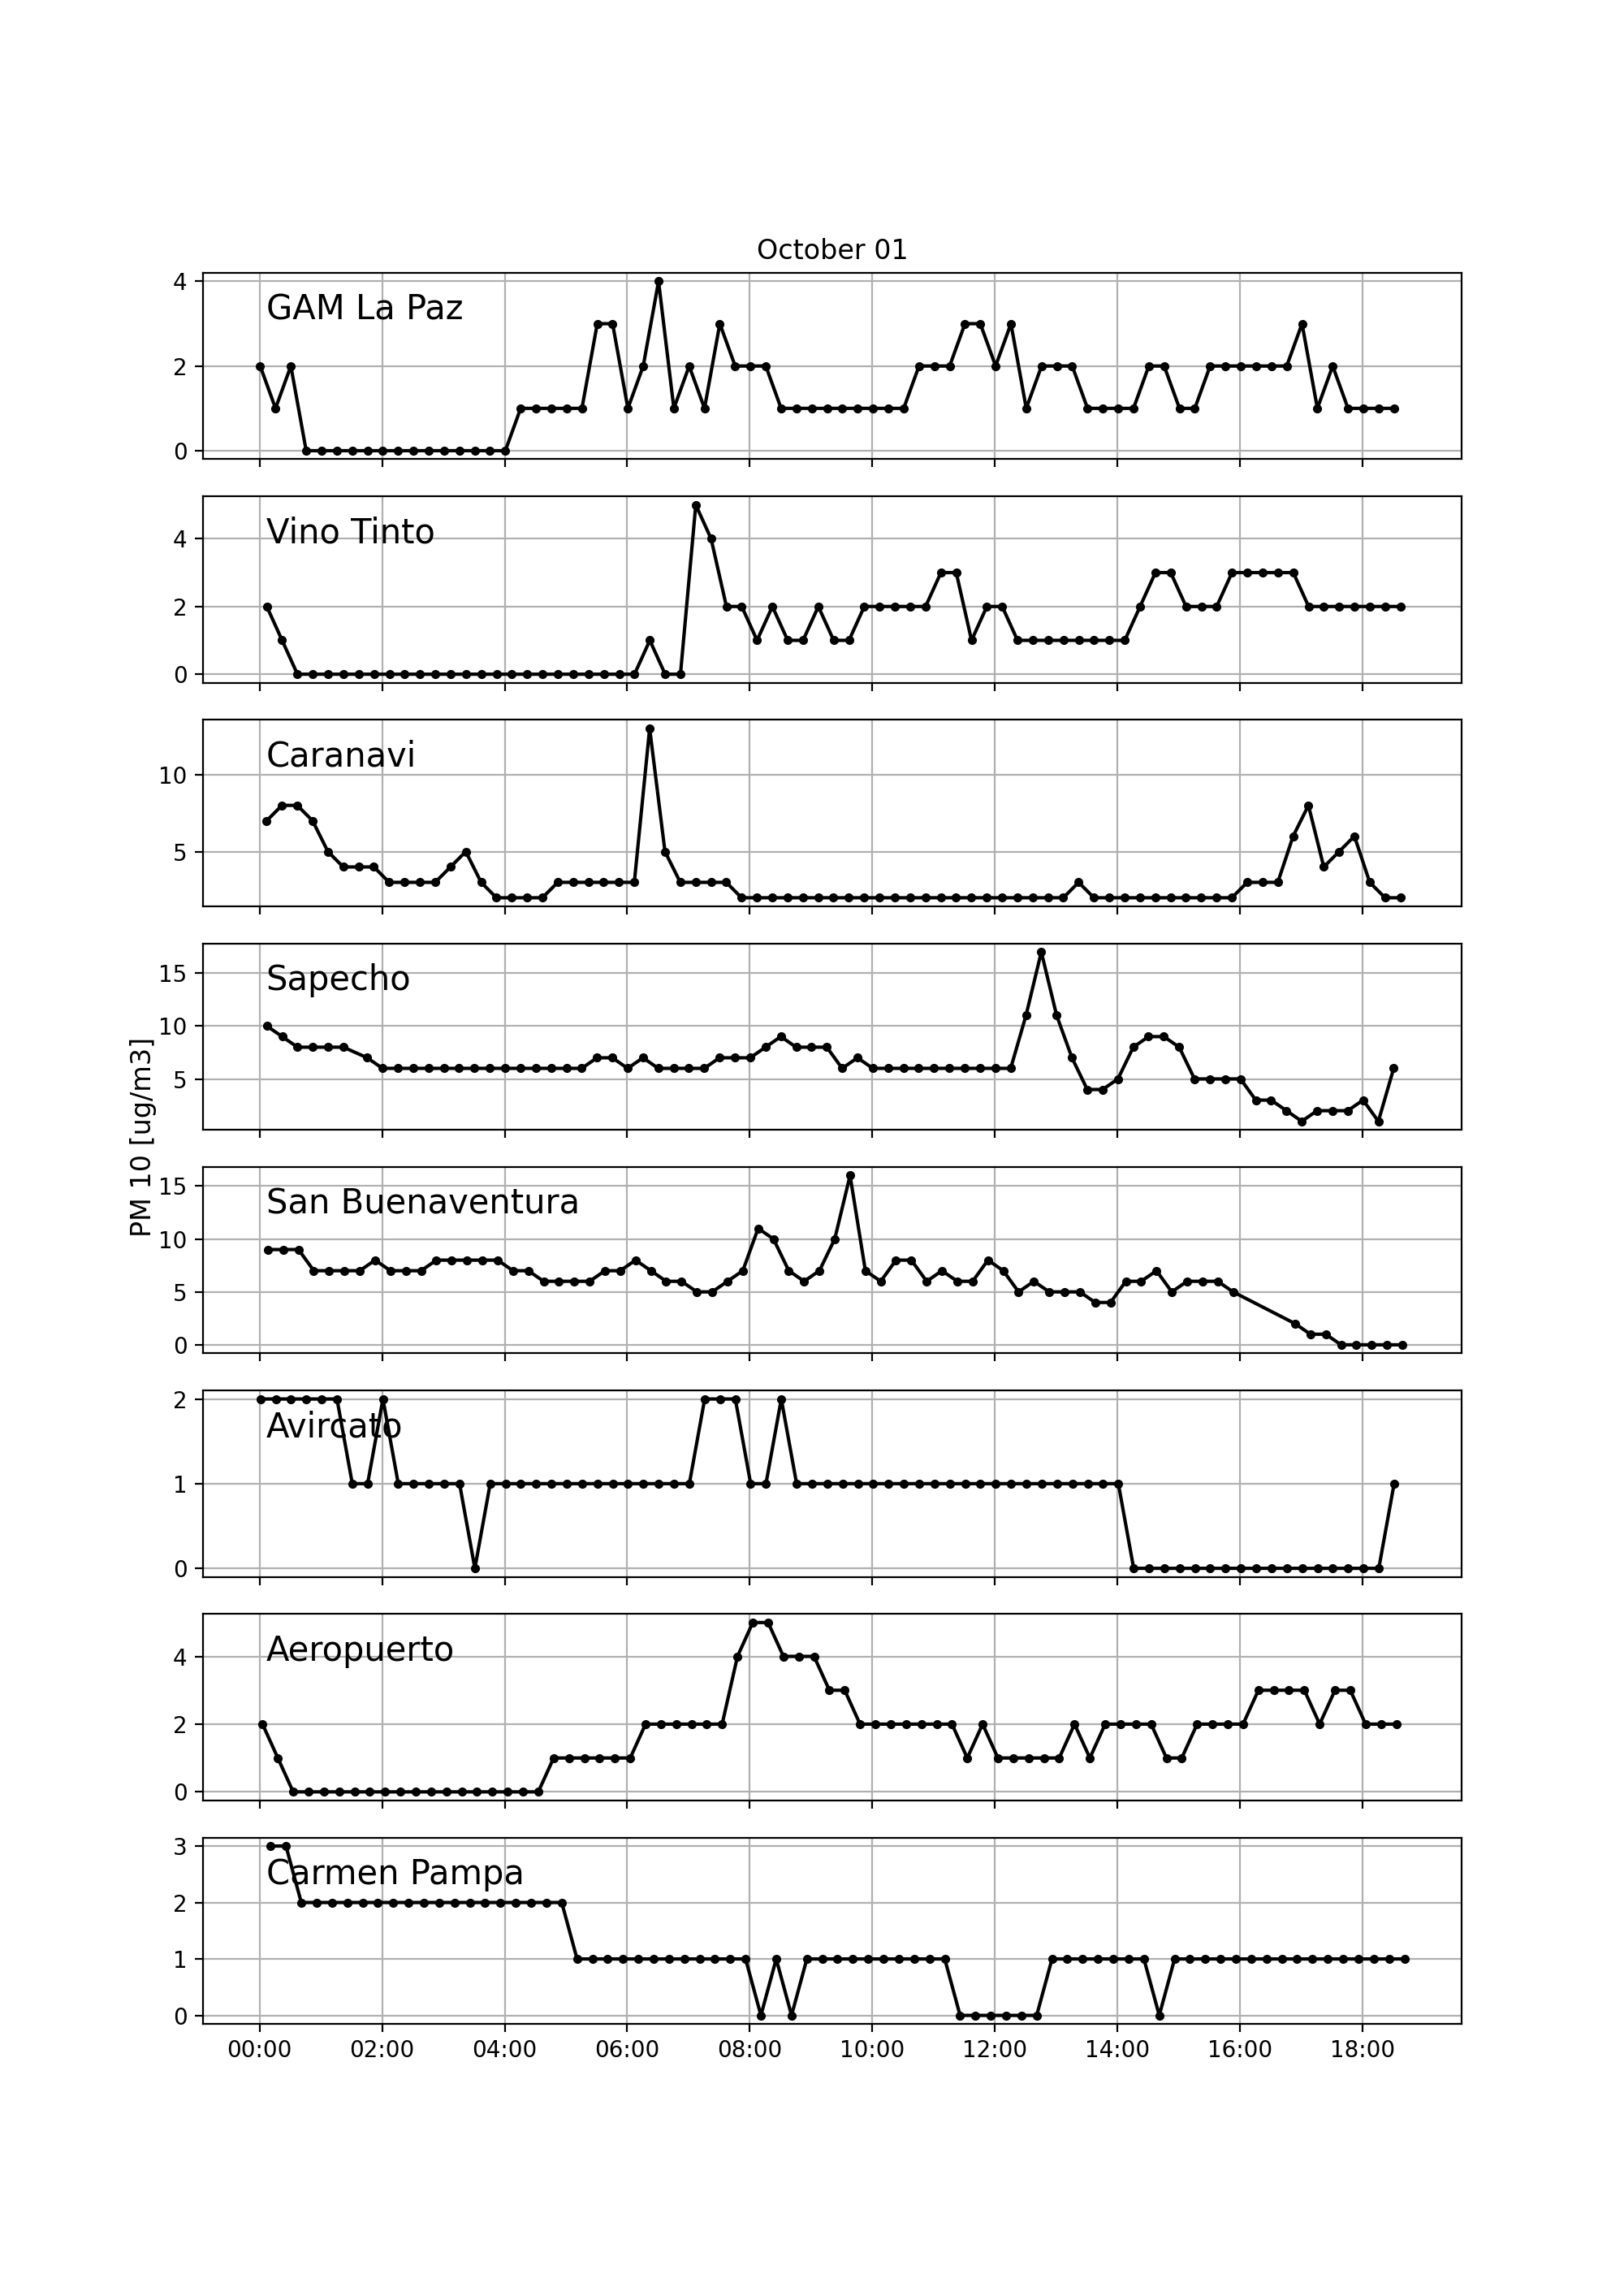 October 01
GAM La Paz
4
2
0
Vino Tinto
4
2
0
Caranavi
10
5
Sapecho
15
10
5
PM 10 [ug/m3]
San Buenaventura
15
10
5
0
Avircato
2
1
0
Aeropuerto
4
2
0
Carmen Pampa
3
2
1
0
00:00 02:00 04:00 06:00 08:00 10:00 12:00 14:00 16:00 18:00